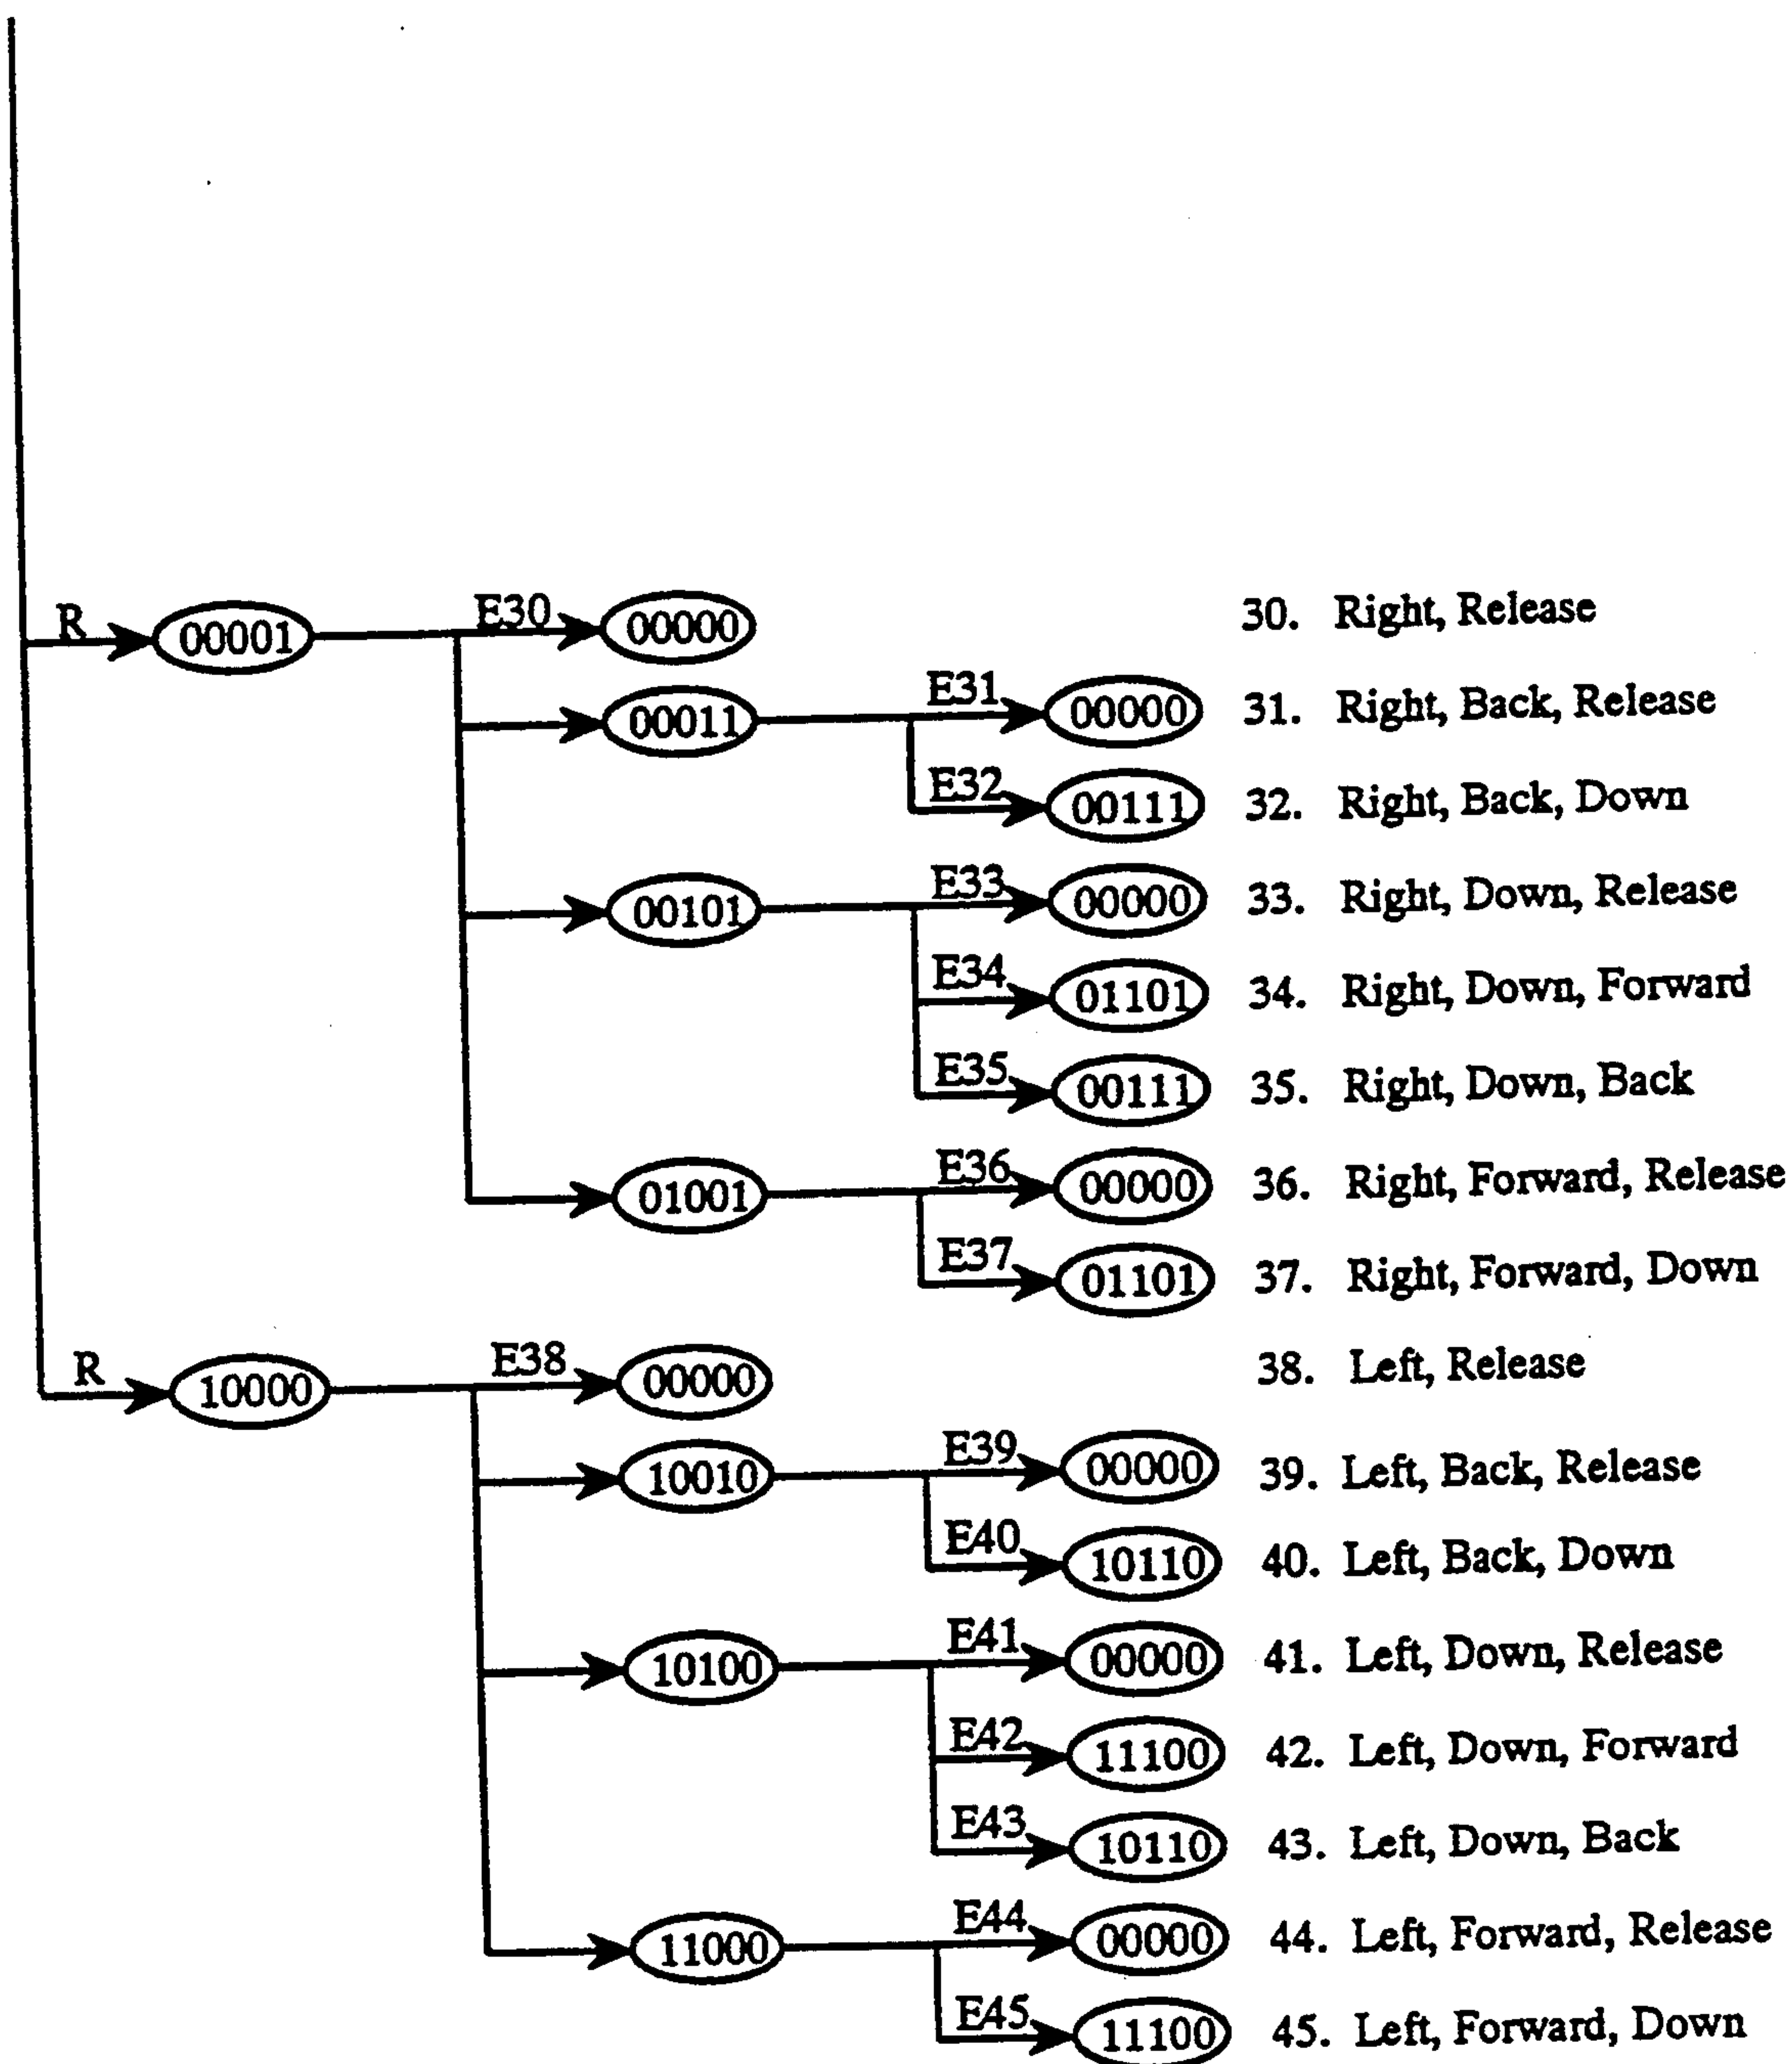 R 00001 E30 00000 30. Right, Release
00011 E31 00000 31. Right, Back, Release
E32 00111 32. Right, Back, Down
00101 E33 00000 33. Right, Down, Release
E34 01101 34. Right, Down, Forward
E35 00111 35. Right, Down, Back
01001 E36 00000 36. Right, Forward, Release
E37 01101 37. Right, Forward, Down
R 10000 E38 00000 38. Left, Release
10010 E39 00000 39. Left, Back, Release
E40 10110 40. Left, Back, Down
10100 E41 00000 41. Left, Down, Release
E42 11100 42. Left, Down, Forward
E43 10110 43. Left, Down, Back
11000 E44 00000 44. Left, Forward, Release
E45 11100 45. Left, Forward, Down